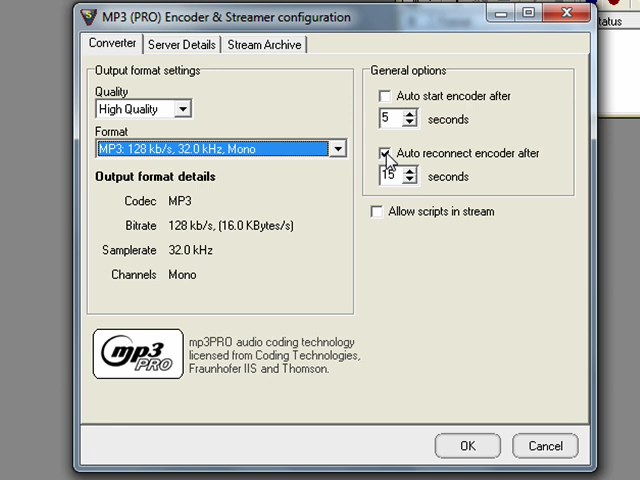 MP3 (PRO) Encoder & Streamer configuration
Converter
Server Details
Stream Archive
tatus
Output format settings
Quality
High Quality
Format
MP3: 128 kb/s, 32.0 kHz, Mono
Output format details
Codec MP3
Bitrate 128 kb/s, (16.0 KBytes/s)
Samplerate 32.0 kHz
Channels Mono
General options
Auto start encoder after
5 seconds
Auto reconnect encoder after
15 seconds
Allow scripts in stream
mp3 PRO
mp3PRO audio coding technology
licensed from Coding Technologies,
Fraunhofer IIS and Thomson.
OK
Cancel